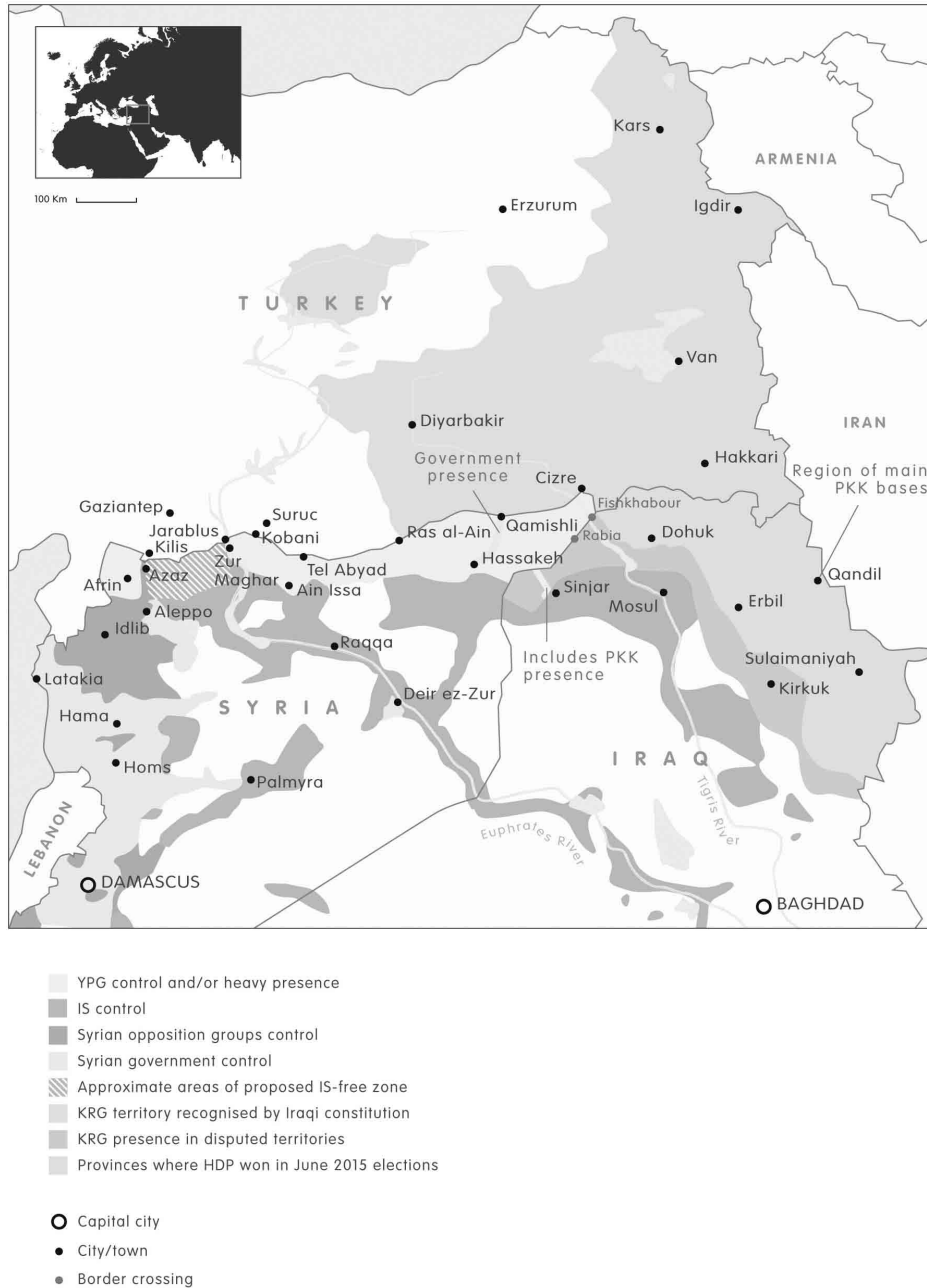 100 Km
Kars
ARMENIA
Erzurum
Igdir
TURKEY
Van
Diyarbakir
IRAN
Government
presence
Hakkari
Region of main
PKK bases
Cizre
Fishkhabour
Gaziantep
Suruc
Jarablus
Kobani
Kilis
Ras al-Ain
Qamishli
Rabia
Dohuk
Zur
Maghar
Tel Abyad
Hassakeh
Azaz
Afrin
Ain Issa
Sinjar
Mosul
Qandil
Erbil
Aleppo
Idlib
Raqqa
Includes PKK
presence
Sulaimaniyah
Latakia
Deir ez-Zur
Kirkuk
SYRIA
Hama
Homs
IRAQ
Palmyra
Tigris River
Euphrates River
LEBANON
DAMASCUS
BAGHDAD
YPG control and/or heavy presence
IS control
Syrian opposition groups control
Syrian government control
Approximate areas of proposed IS-free zone
KRG territory recognised by Iraqi constitution
KRG presence in disputed territories
Provinces where HDP won in June 2015 elections
Capital city
City/town
Border crossing